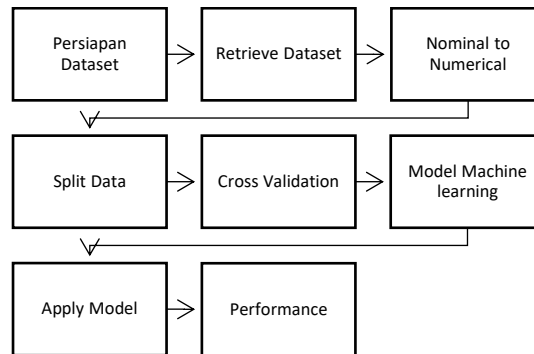 Persiapan
Dataset
Retrieve Dataset
Nominal to
Numerical
Split Data
Cross Validation
Model Machine
learning
Apply Model
Performance